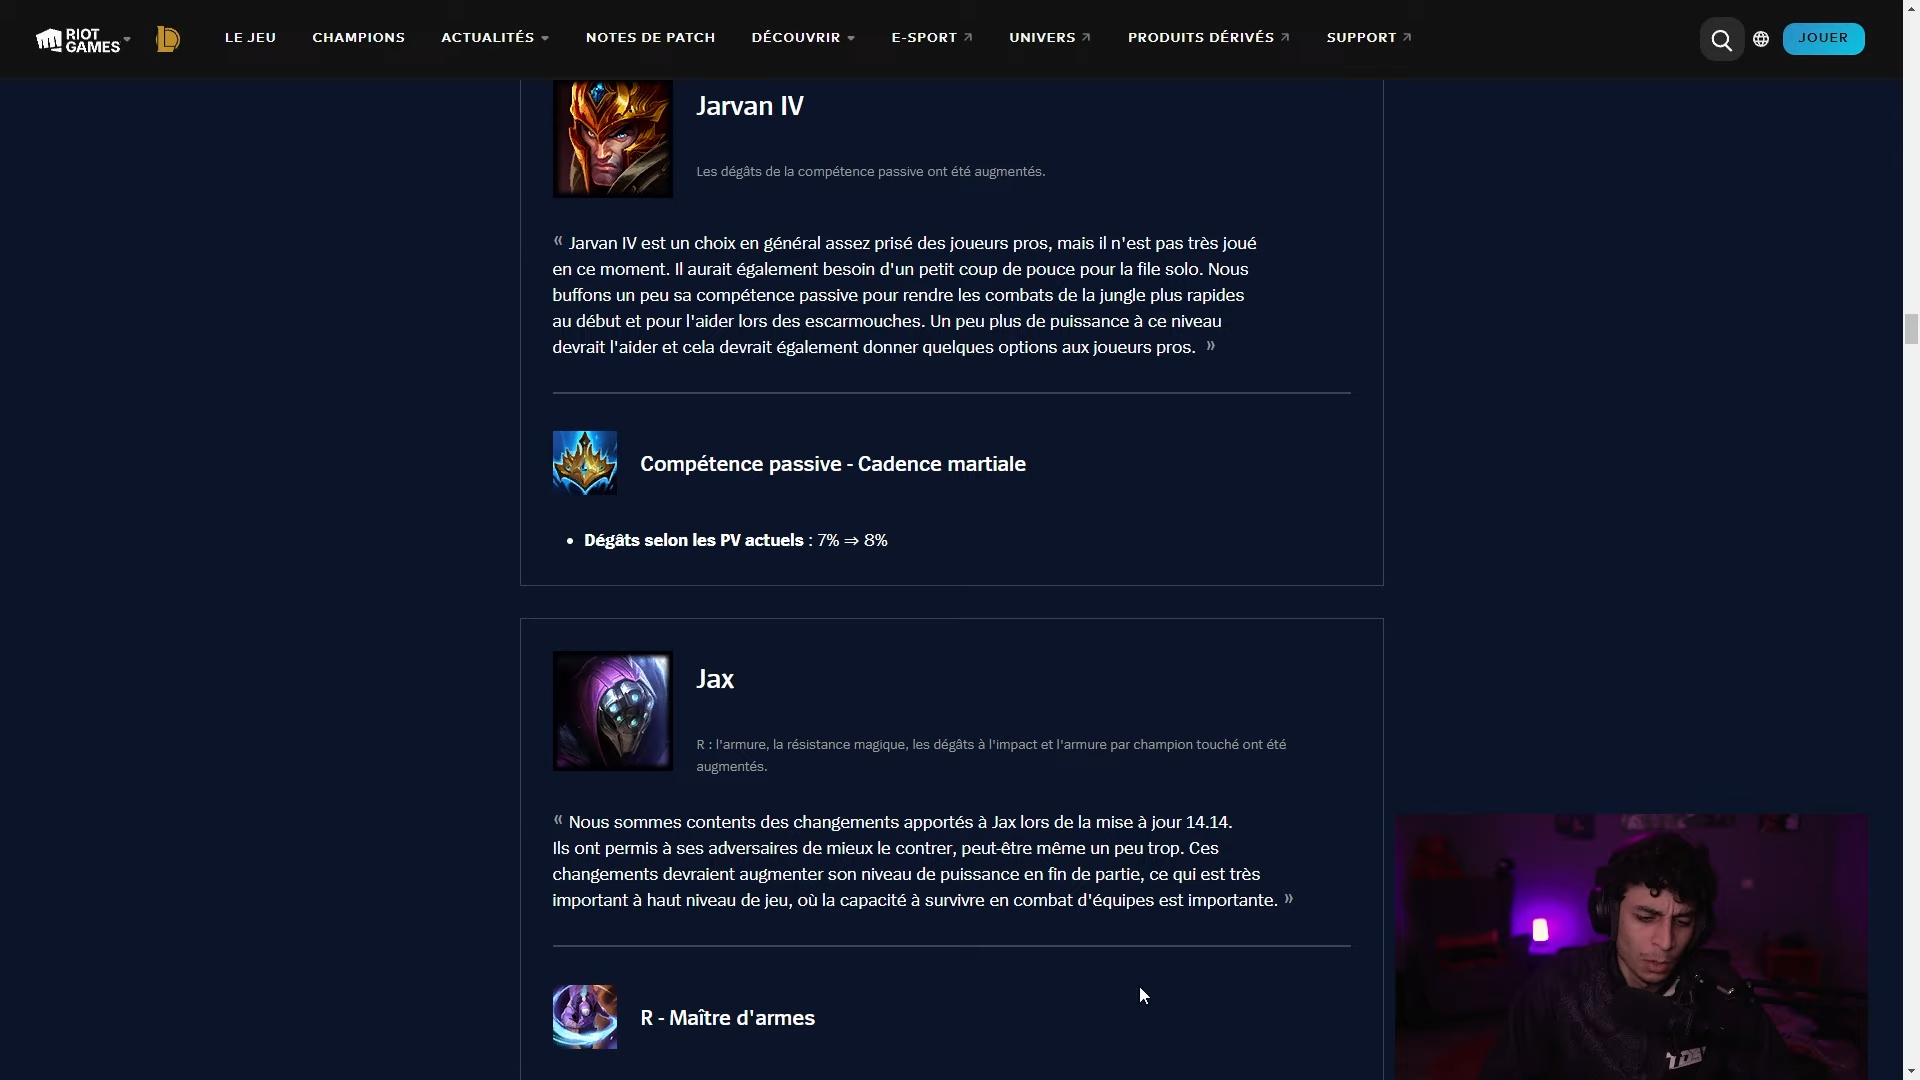 RIOT GAMES
LE JEU
CHAMPIONS
ACTUALITÉS
NOTES DE PATCH
DÉCOUVRIR
E-SPORT
UNIVERS
PRODUITS DÉRIVÉS
SUPPORT
JOUER
Jarvan IV
Les dégâts de la compétence passive ont été augmentés.
« Jarvan IV est un choix en général assez prisé des joueurs pros, mais il n'est pas très joué
en ce moment. Il aurait également besoin d'un petit coup de pouce pour la file solo. Nous
buffons un peu sa compétence passive pour rendre les combats de la jungle plus rapides
au début et pour l'aider lors des escarmouches. Un peu plus de puissance à ce niveau
devrait l'aider et cela devrait également donner quelques options aux joueurs pros. »
Compétence passive - Cadence martiale
• Dégâts selon les PV actuels : 7% ⇒ 8%
Jax
R : l'armure, la résistance magique, les dégâts à l'impact et l'armure par champion touché ont été
augmentés.
« Nous sommes contents des changements apportés à Jax lors de la mise à jour 14.14.
Ils ont permis à ses adversaires de mieux le contrer, peut-être même un peu trop. Ces
changements devraient augmenter son niveau de puissance en fin de partie, ce qui est très
important à haut niveau de jeu, où la capacité à survivre en combat d'équipes est importante. »
R - Maître d'armes